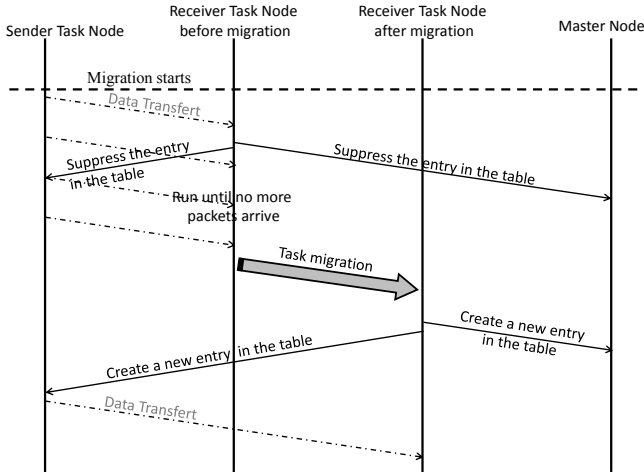 Sender Task Node
Receiver Task Node
before migration
Receiver Task Node
after migration
Master Node
Migration starts
Data Transfert
Suppress the entry
in the table
Suppress the entry in the table
Run until no more
packets arrive
Task migration
Create a new entry
in the table
Create a new entry in the table
Data Transfert